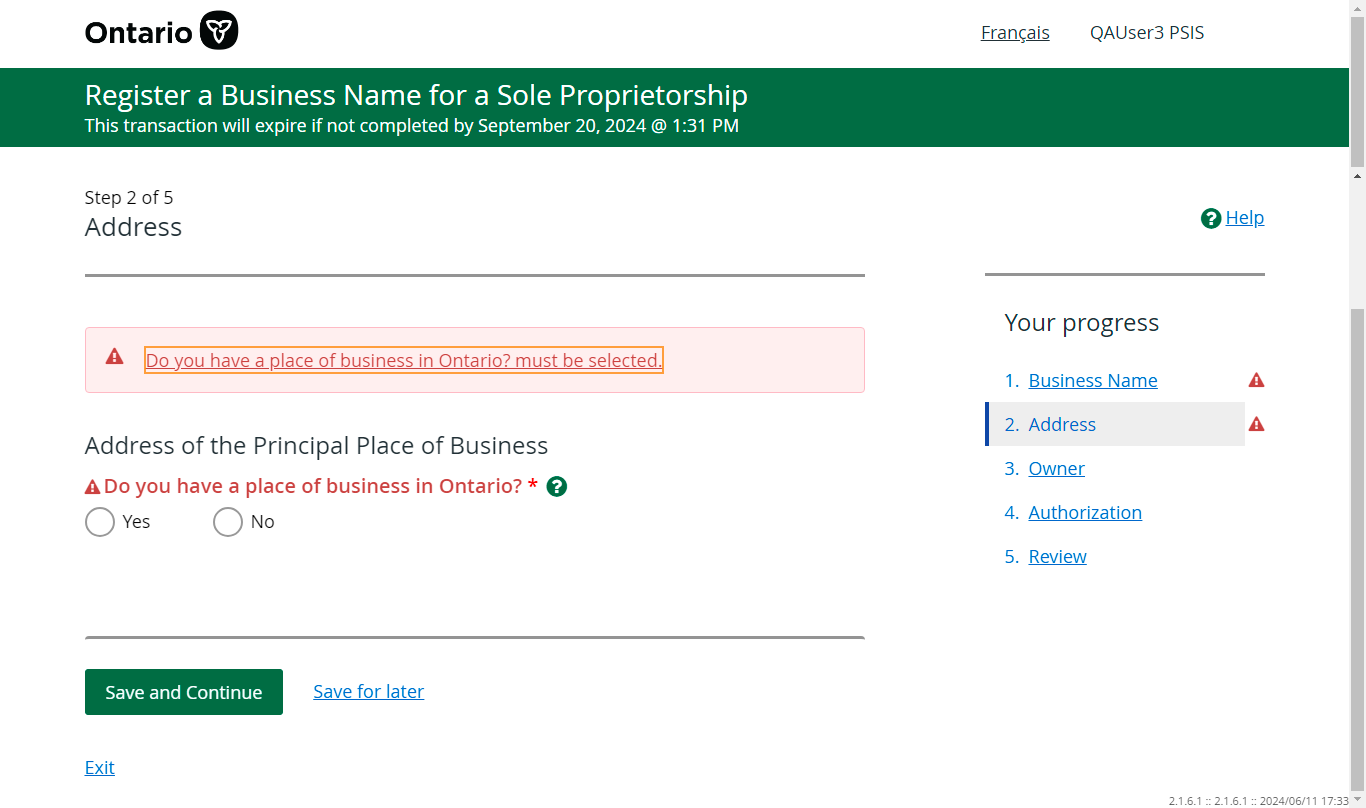 Ontario
Français
QAUser3 PSIS
Register a Business Name for a Sole Proprietorship
This transaction will expire if not completed by September 20, 2024 @ 1:31 PM
Step 2 of 5
Address
Help
Do you have a place of business in Ontario? must be selected.
Address of the Principal Place of Business
Do you have a place of business in Ontario? *
Yes
No
Save and Continue
Save for later
Exit
Your progress
1. Business Name
2. Address
3. Owner
4. Authorization
5. Review
2.1.6.1 :: 2.1.6.1 :: 2024/06/11 17:33